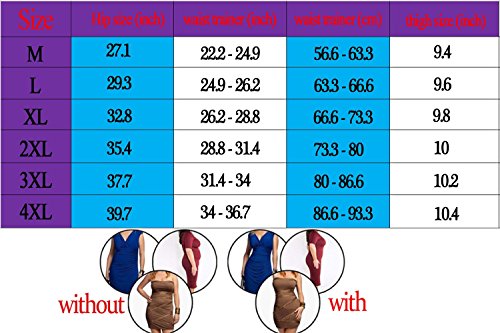 Size Hip size (inch) waist trainer (inch) waist trainer (cm) thigh size (inch)
M 27.1 22.2 - 24.9 56.6 - 63.3 9.4
L 29.3 24.9 - 26.2 63.3 - 66.6 9.6
XL 32.8 26.2 - 28.8 66.6 - 73.3 9.8
2XL 35.4 28.8 - 31.4 73.3 - 80 10
3XL 37.7 31.4 - 34 80 - 86.6 10.2
4XL 39.7 34 - 36.7 86.6 - 93.3 10.4
without with